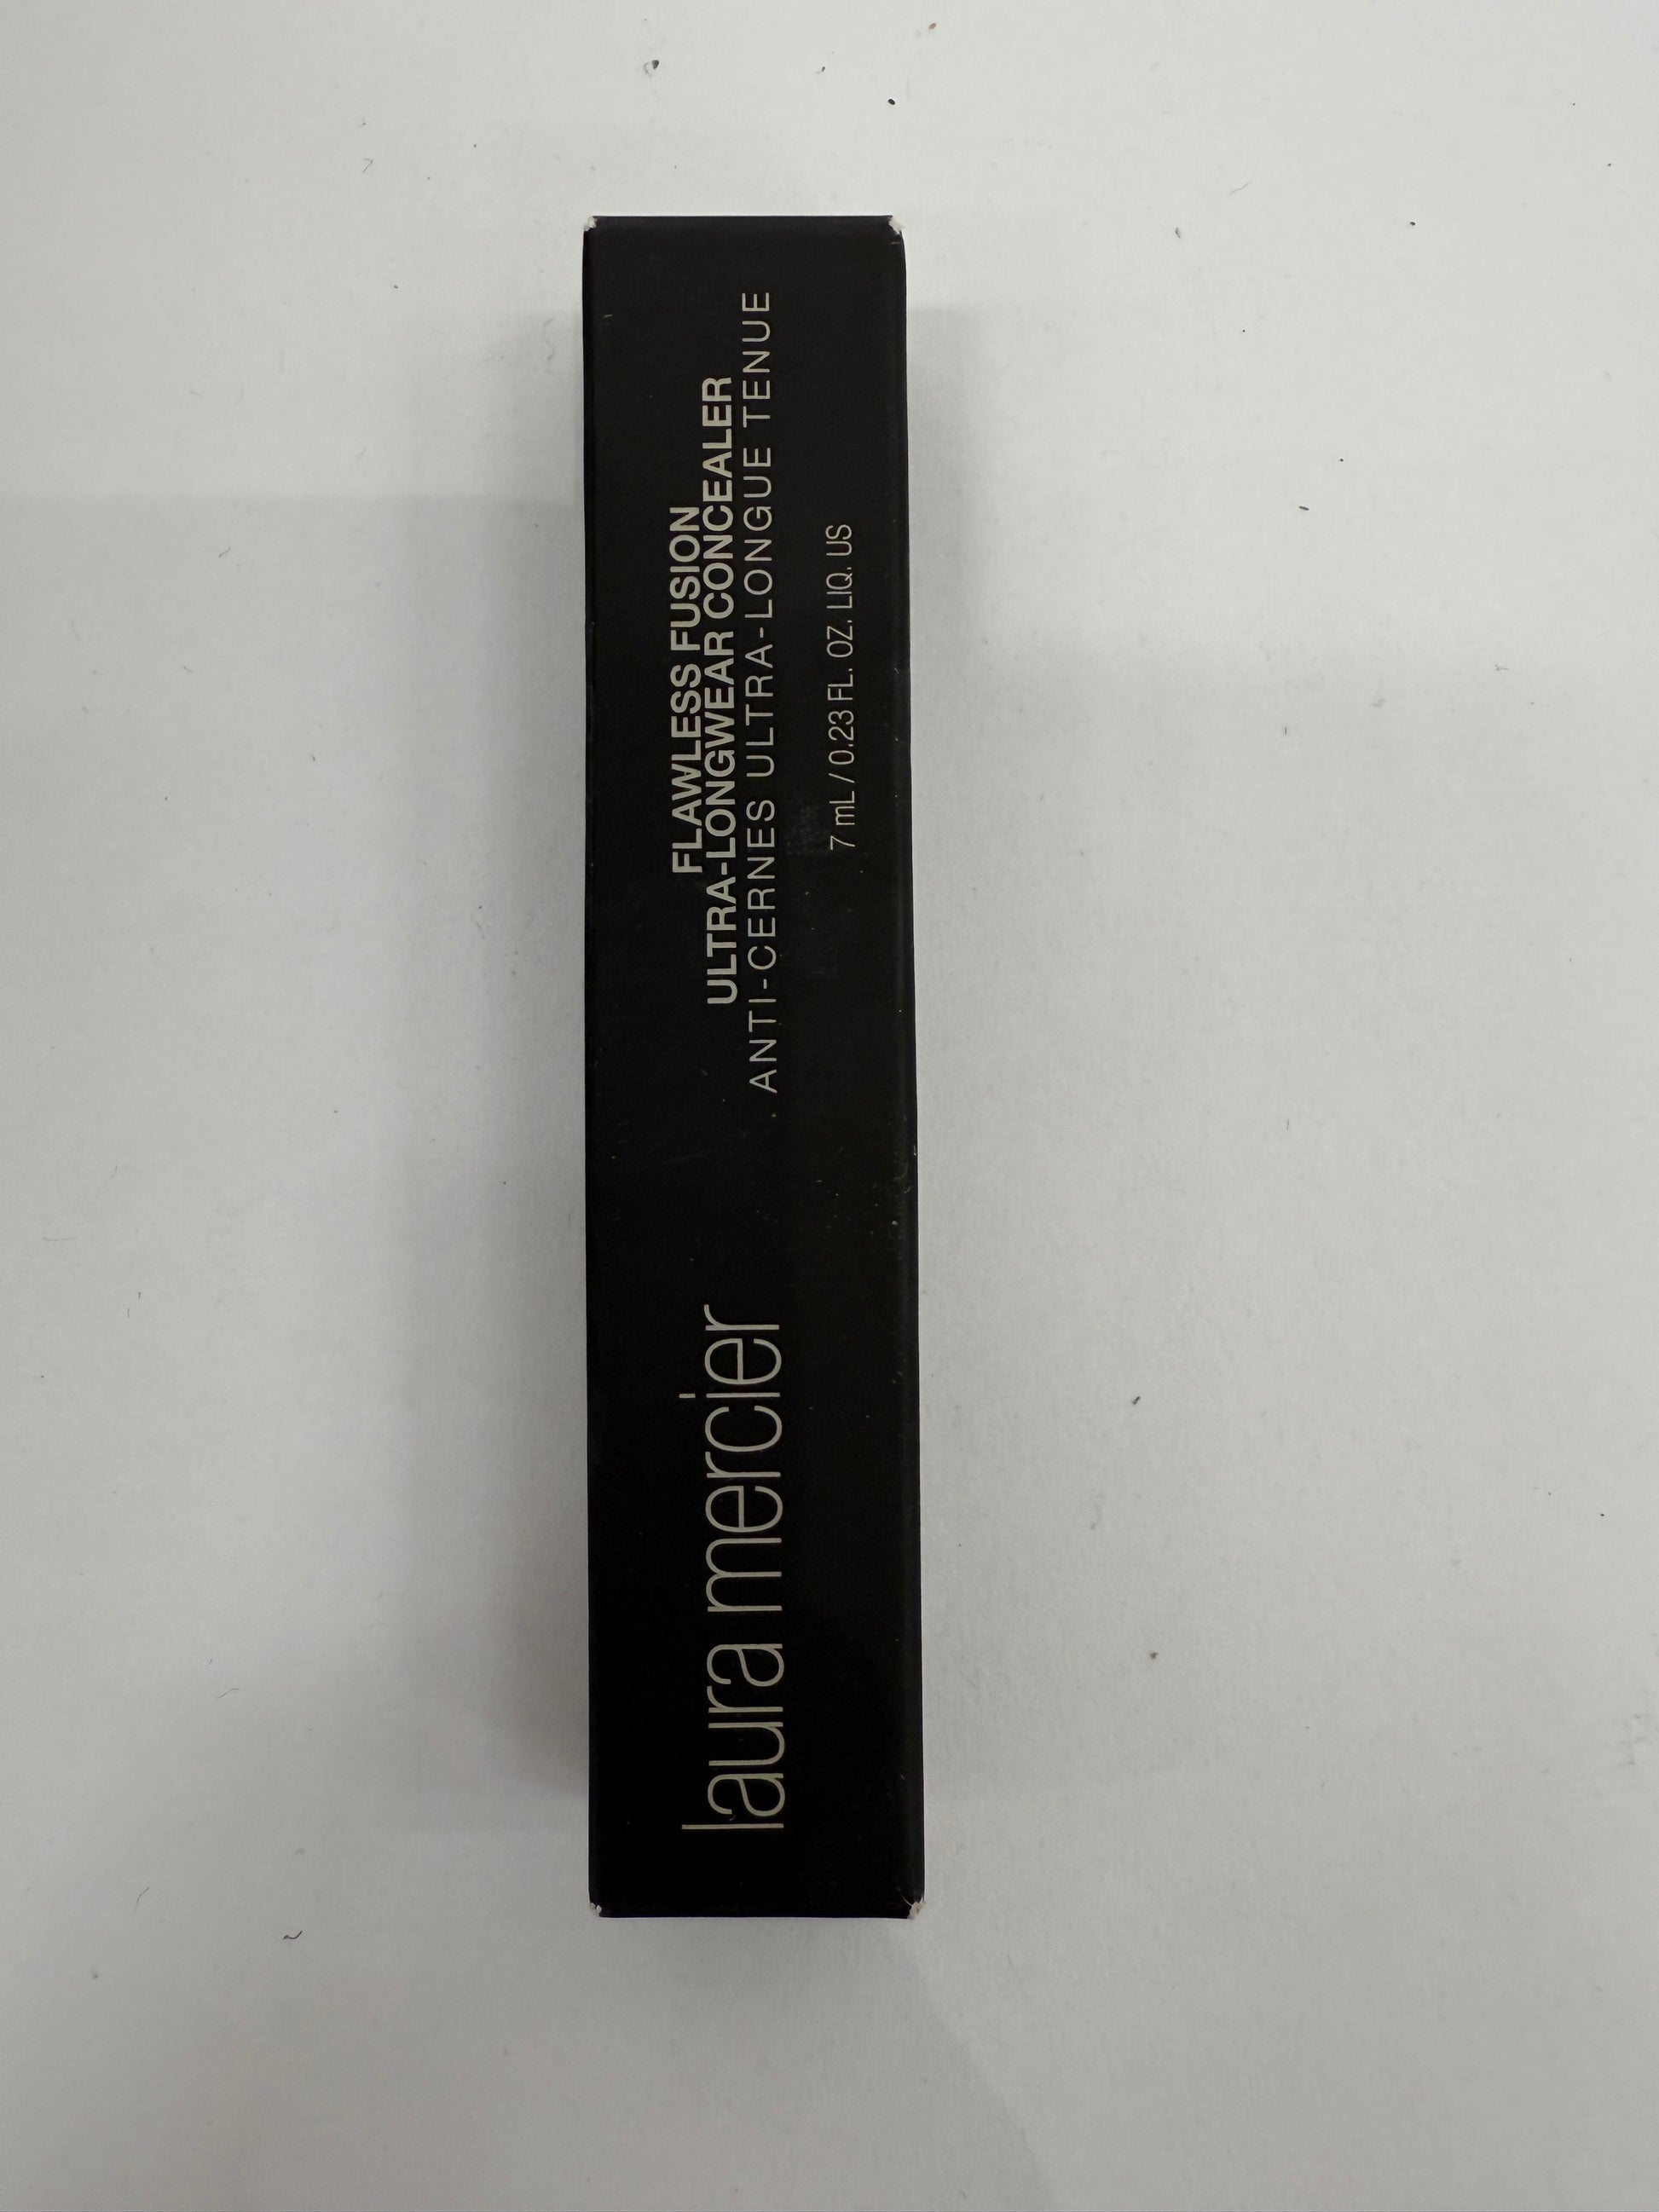 laura mercier
FLAWLESS FUSION
ULTRA-LONGWEAR CONCEALER
ANTI-CERNES ULTRA-LONGUE TENUE
7 mL / 0.23 FL. OZ. LIQ. US